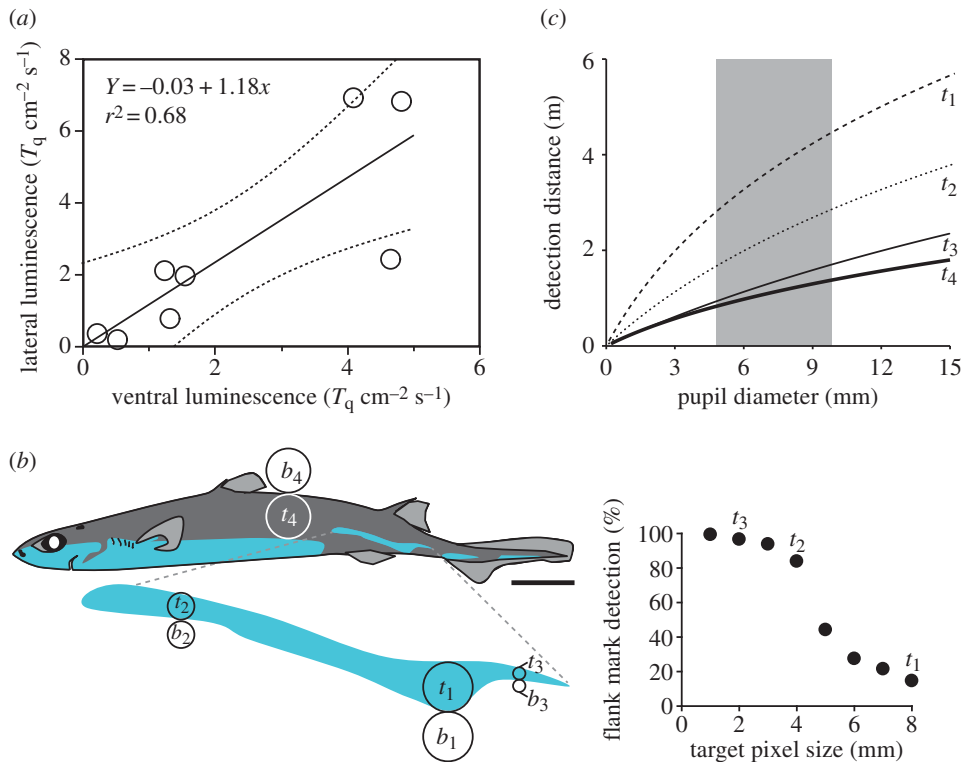 (a)
8
6
4
2
0
lateral luminescence (Tq cm–2 s–1)
Y = –0.03 + 1.18x
r2 = 0.68
0 2 4 6
ventral luminescence (Tq cm–2 s–1)
(c)
6
4
2
0
detection distance (m)
t1
t2
t3
t4
0 3 6 9 12 15
pupil diameter (mm)
(b)
b4
t4
t2
b2
t1
b1
t3
b3
flank mark detection (%)
100
80
60
40
20
0
t3
t2
t1
0 2 4 6 8
target pixel size (mm)